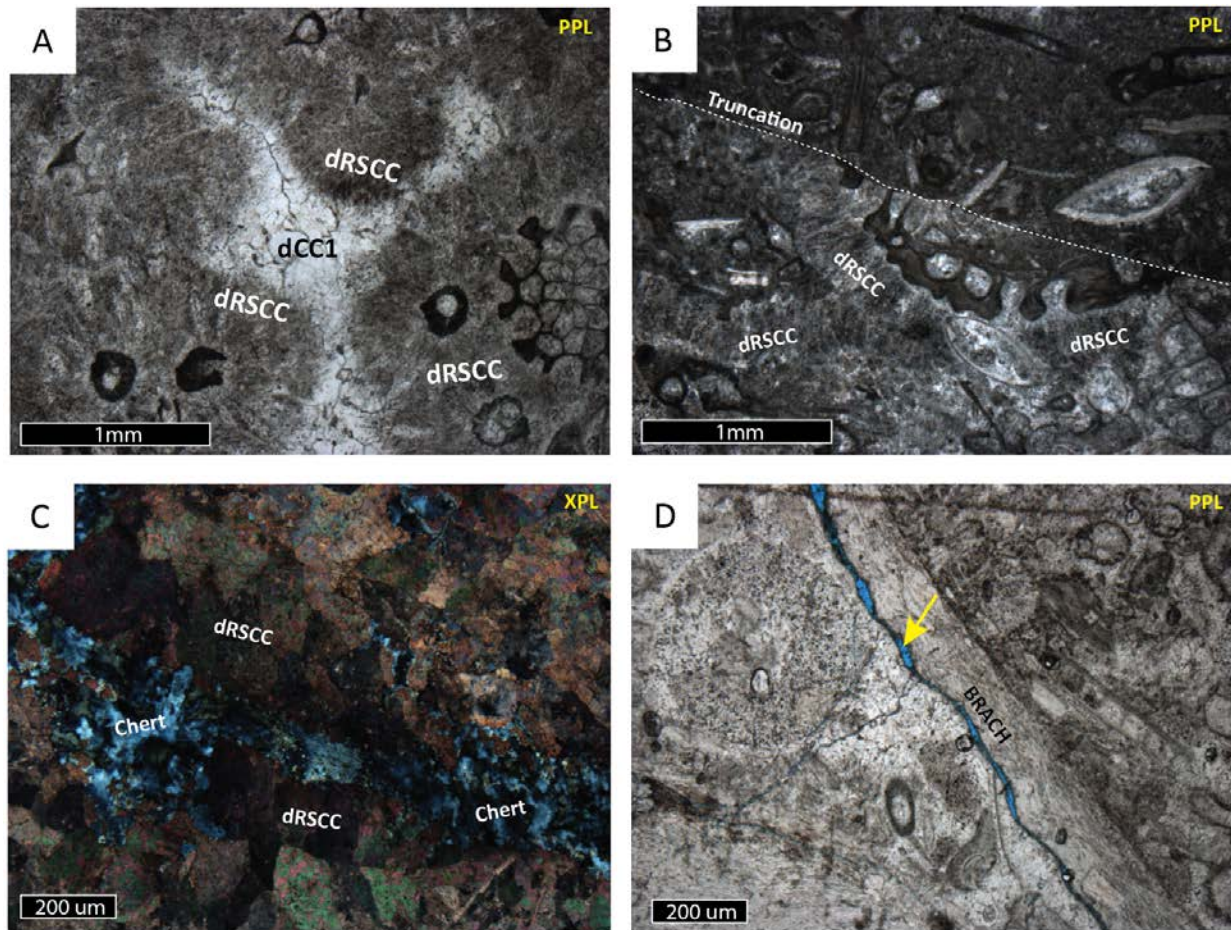 A
PPL
dRSCC
dCC1
dRSCC
dRSCC
1mm
B
PPL
Truncation
dRSCC
dRSCC
dRSCC
1mm
C
XPL
dRSCC
Chert
dRSCC
Chert
200 um
D
PPL
BRACH
200 um